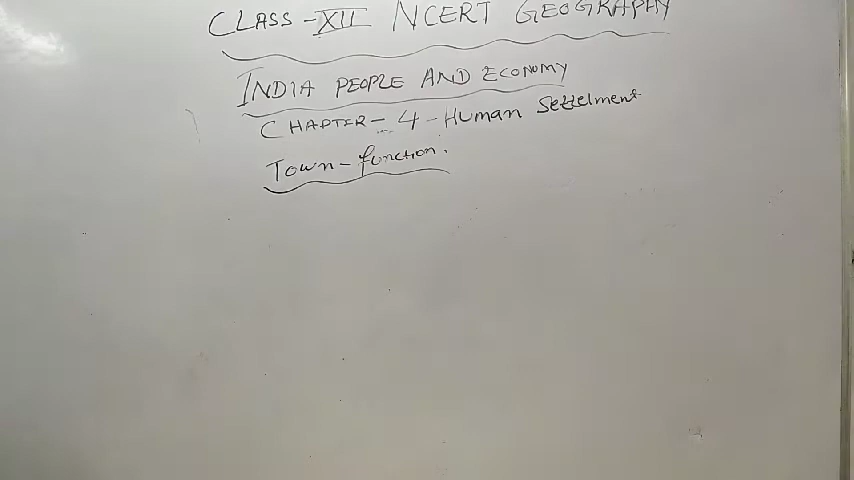 CLASS - XII NCERT GEOGRAPHY
INDIA PEOPLE AND ECONOMY
CHAPTER - 4 - Human Settelment
Town - function.